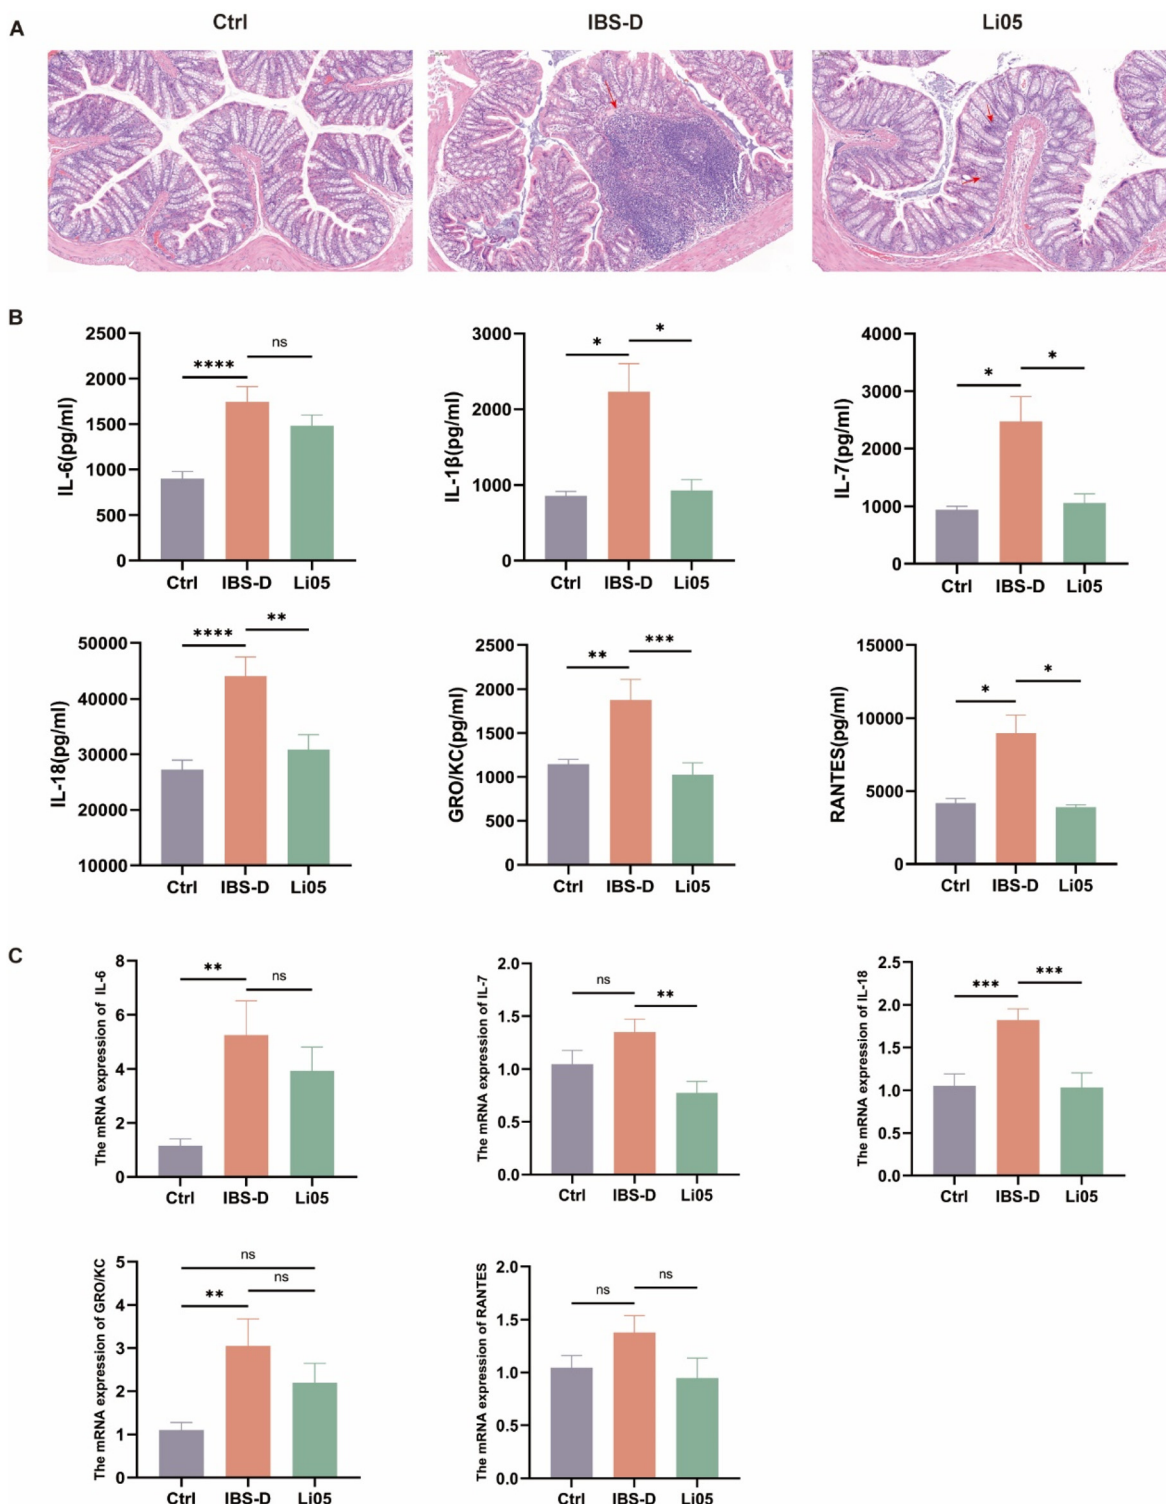 A
Ctrl
IBS-D
Li05
B
IL-6(pg/ml)
2500
2000
1500
1000
500
0
****
ns
Ctrl
IBS-D
Li05
IL-1β(pg/ml)
3000
2000
1000
0
*
*
Ctrl
IBS-D
Li05
IL-7(pg/ml)
4000
3000
2000
1000
0
*
*
Ctrl
IBS-D
Li05
IL-18(pg/ml)
50000
40000
30000
20000
10000
****
**
Ctrl
IBS-D
Li05
GRO/KC(pg/ml)
2500
2000
1500
1000
500
0
**
***
Ctrl
IBS-D
Li05
RANTES(pg/ml)
15000
10000
5000
0
*
*
Ctrl
IBS-D
Li05
C
The mRNA expression of IL-6
8
6
4
2
0
**
ns
Ctrl
IBS-D
Li05
The mRNA expression of IL-7
2.0
1.5
1.0
0.5
0.0
ns
**
Ctrl
IBS-D
Li05
The mRNA expression of IL-18
2.5
2.0
1.5
1.0
0.5
0.0
***
***
Ctrl
IBS-D
Li05
The mRNA expression of GRO/KC
5
4
3
2
1
0
ns
**
ns
Ctrl
IBS-D
Li05
The mRNA expression of RANTES
2.0
1.5
1.0
0.5
0.0
ns
ns
Ctrl
IBS-D
Li05